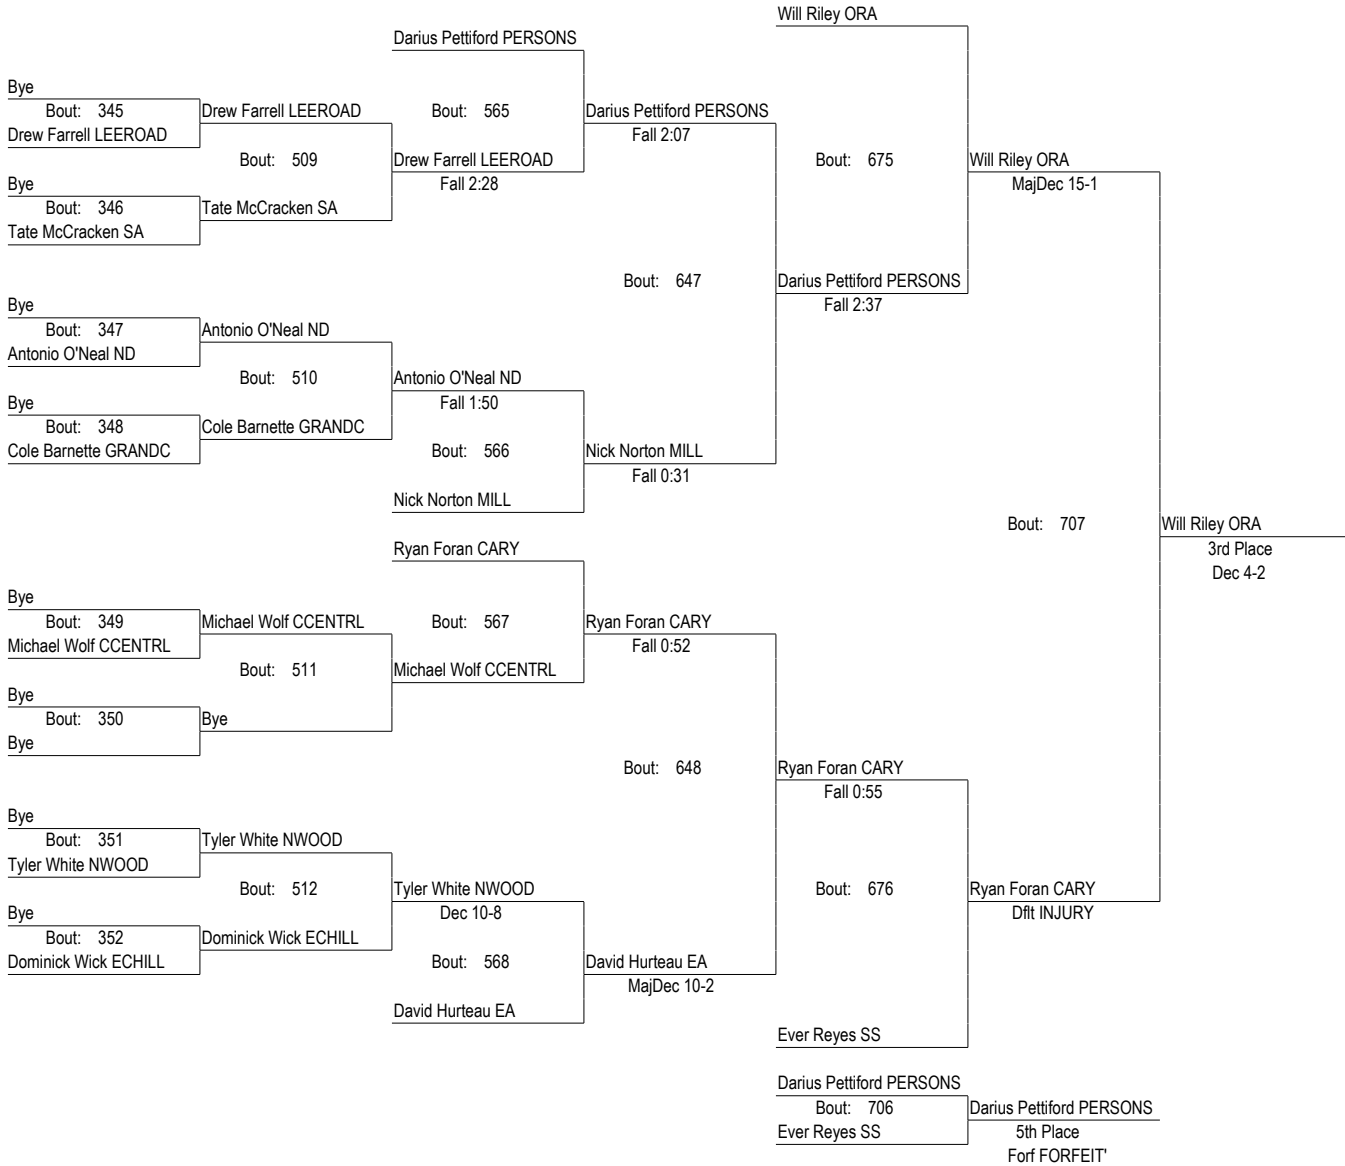 Will Riley ORA
Darius Pettiford PERSONS
Bye
Bout: 345
Drew Farrell LEEROAD
Bout: 565
Darius Pettiford PERSONS
Drew Farrell LEEROAD
Fall 2:07
Bout: 509
Drew Farrell LEEROAD
Bout: 675
Will Riley ORA
Bye
Fall 2:28
MajDec 15-1
Bout: 346
Tate McCracken SA
Tate McCracken SA
Bout: 647
Darius Pettiford PERSONS
Bye
Fall 2:37
Bout: 347
Antonio O'Neal ND
Antonio O'Neal ND
Bout: 510
Antonio O'Neal ND
Bye
Fall 1:50
Bout: 348
Cole Barnette GRANDC
Cole Barnette GRANDC
Bout: 566
Nick Norton MILL
Fall 0:31
Nick Norton MILL
Bout: 707
Will Riley ORA
Ryan Foran CARY
3rd Place
Dec 4-2
Bye
Bout: 349
Michael Wolf CCENTRL
Bout: 567
Ryan Foran CARY
Michael Wolf CCENTRL
Fall 0:52
Bout: 511
Michael Wolf CCENTRL
Bye
Bout: 350
Bye
Bye
Bout: 648
Ryan Foran CARY
Fall 0:55
Bye
Bout: 351
Tyler White NWOOD
Tyler White NWOOD
Bout: 512
Tyler White NWOOD
Bout: 676
Ryan Foran CARY
Bye
Dec 10-8
Dflt INJURY
Bout: 352
Dominick Wick ECHILL
Dominick Wick ECHILL
Bout: 568
David Hurteau EA
MajDec 10-2
David Hurteau EA
Ever Reyes SS
Darius Pettiford PERSONS
Bout: 706
Darius Pettiford PERSONS
Ever Reyes SS
5th Place
Forf FORFEIT'